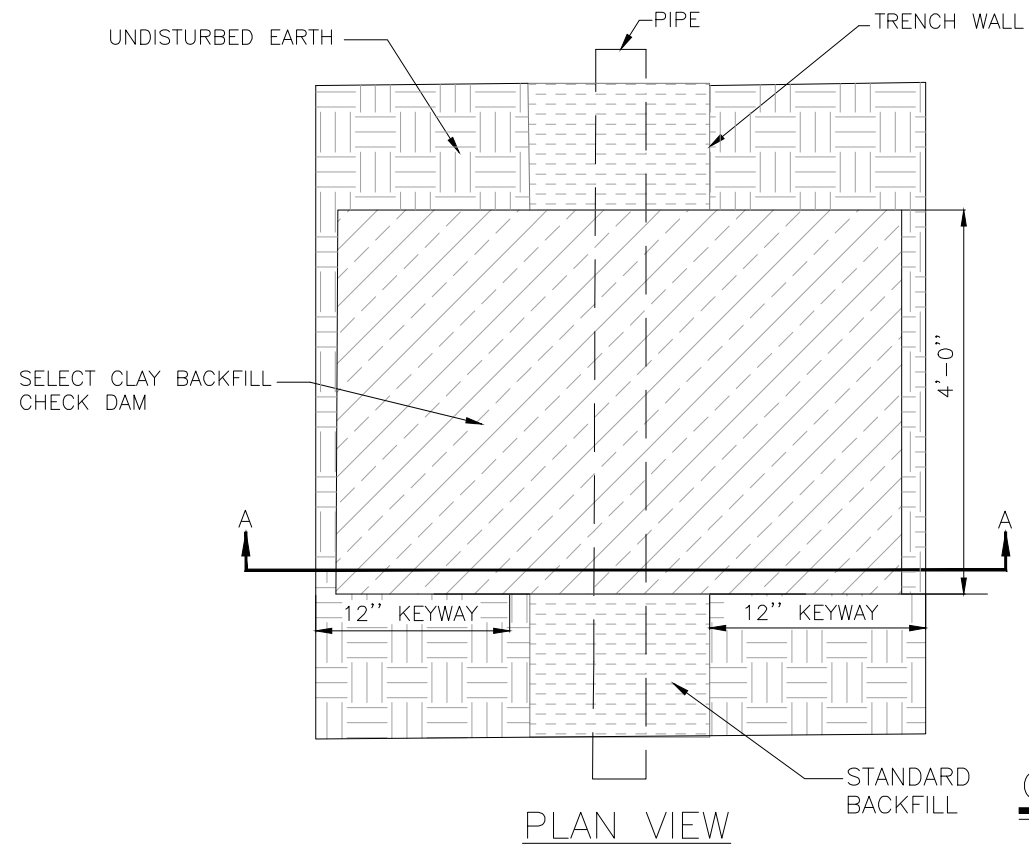 PIPE
TRENCH WALL
UNDISTURBED EARTH
SELECT CLAY BACKFILL
CHECK DAM
4'-0''
A
A
12'' KEYWAY
12'' KEYWAY
STANDARD
BACKFILL
PLAN VIEW